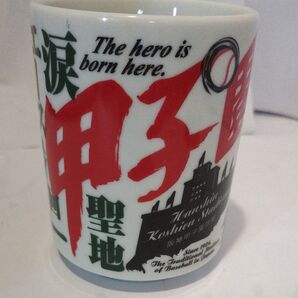 The hero is
born here.
涙
甲子園
聖地
Hanshin
Koshien Stadium
Since 1924
The Traditional
of Baseball in Japan.